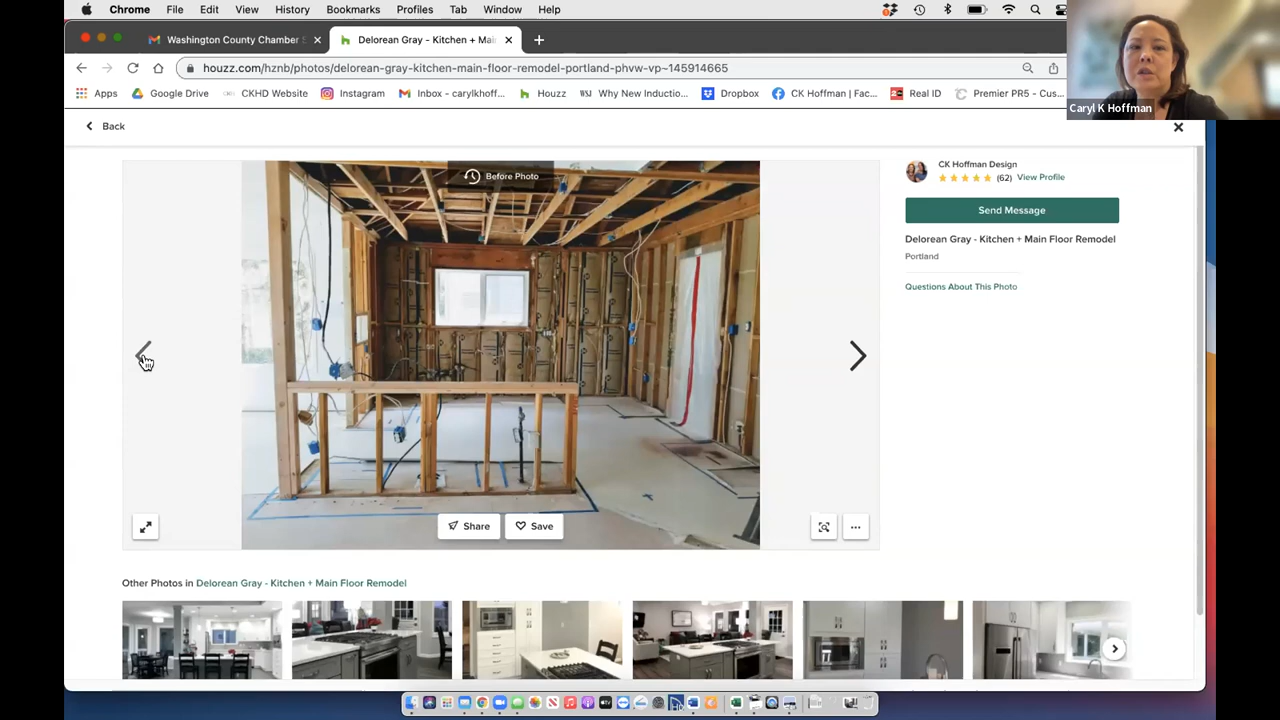 Chrome File Edit View History Bookmarks Profiles Tab Window Help
Washington County Chamber
Delorean Gray - Kitchen + Mai
houzz.com/hznb/photos/delorean-gray-kitchen-main-floor-remodel-portland-phvw-vp~145914665
Apps Google Drive CKHD Website Instagram Inbox - carylkhoff... Houzz WSJ Why New Inductio... Dropbox CK Hoffman | Fac... Real ID Premier PR5 - Cus...
Caryl K Hoffman
Back
Before Photo
CK Hoffman Design
(62) View Profile
Send Message
Delorean Gray - Kitchen + Main Floor Remodel
Portland
Questions About This Photo
Share Save
Other Photos in Delorean Gray - Kitchen + Main Floor Remodel